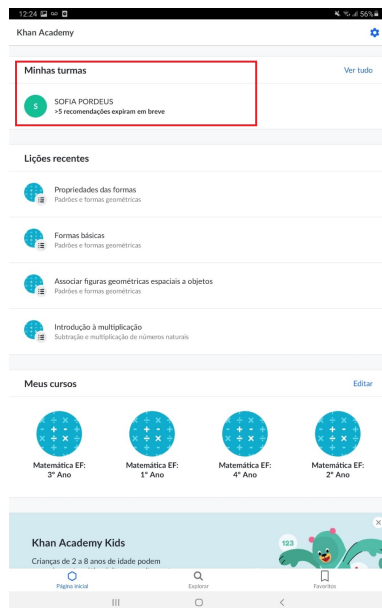 12:24 56%
Khan Academy
Minhas turmas Ver tudo
S SOFIA PORDEUS
>5 recomendações expiram em breve
Lições recentes
Propriedades das formas
Padrões e formas geométricas
Formas básicas
Padrões e formas geométricas
Associar figuras geométricas espaciais a objetos
Padrões e formas geométricas
Introdução à multiplicação
Subtração e multiplicação de números naturais
Meus cursos Editar
Matemática EF: Matemática EF: Matemática EF: Matemática EF:
3º Ano 1º Ano 4º Ano 2º Ano
Khan Academy Kids 123
Crianças de 2 a 8 anos de idade podem
Página inicial Explorar Favoritos